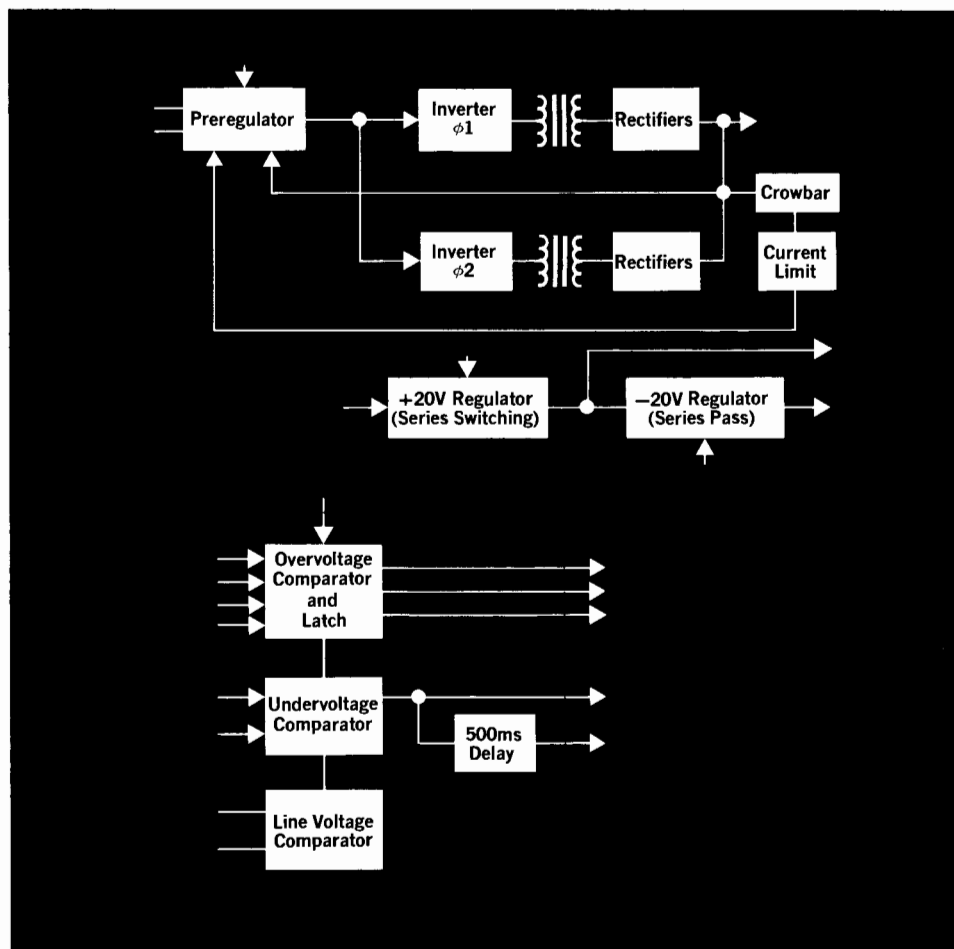 Preregulator
Inverter
ϕ1
Rectifiers
Crowbar
Inverter
ϕ2
Rectifiers
Current
Limit
+20V Regulator
(Series Switching)
−20V Regulator
(Series Pass)
Overvoltage
Comparator
and
Latch
Undervoltage
Comparator
500ms
Delay
Line Voltage
Comparator